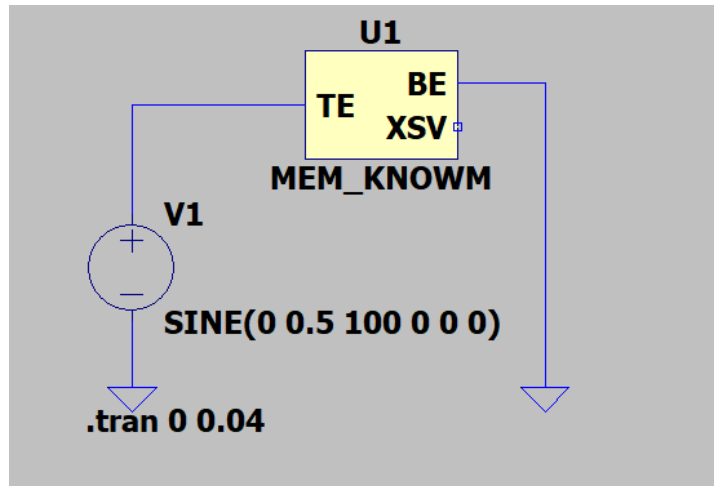 U1
TE
BE
XSV
MEM_KNOWM
V1
SINE(0 0.5 100 0 0 0)
.tran 0 0.04